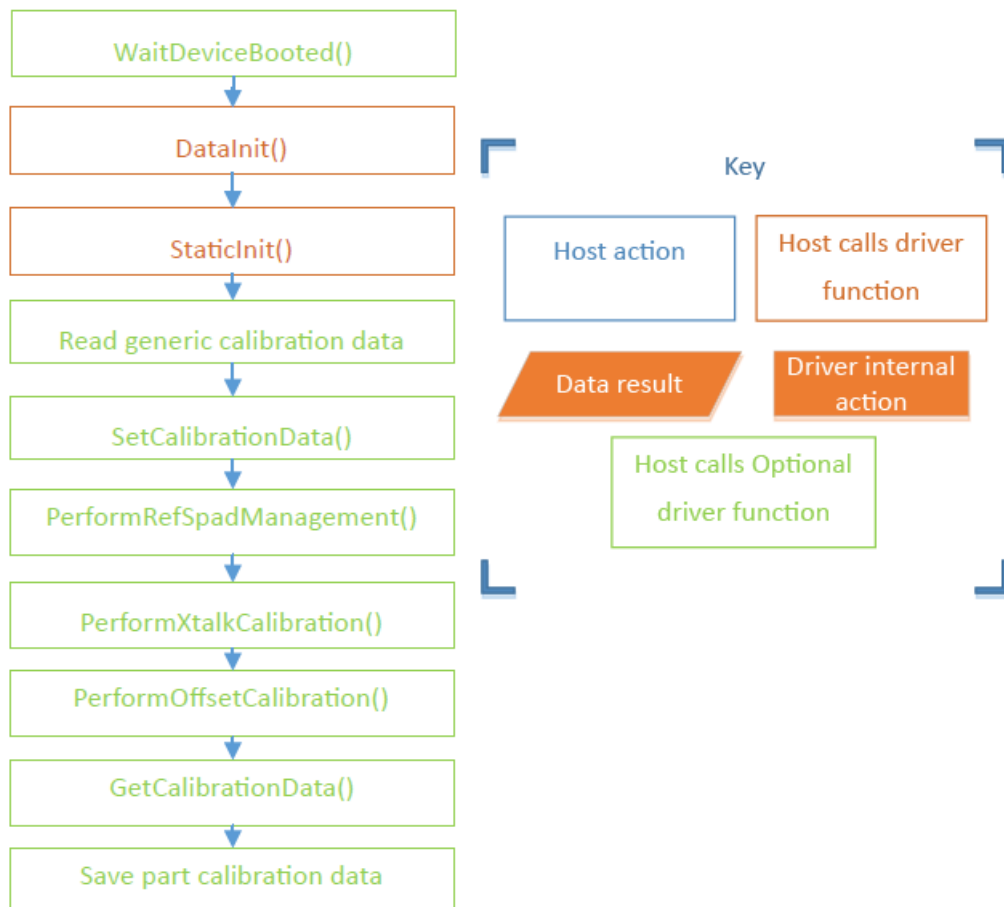 WaitDeviceBooted()
DataInit()
StaticInit()
Read generic calibration data
SetCalibrationData()
PerformRefSpadManagement()
PerformXtalkCalibration()
PerformOffsetCalibration()
GetCalibrationData()
Save part calibration data
Key
Host action
Host calls driver
function
Data result
Driver internal
action
Host calls Optional
driver function